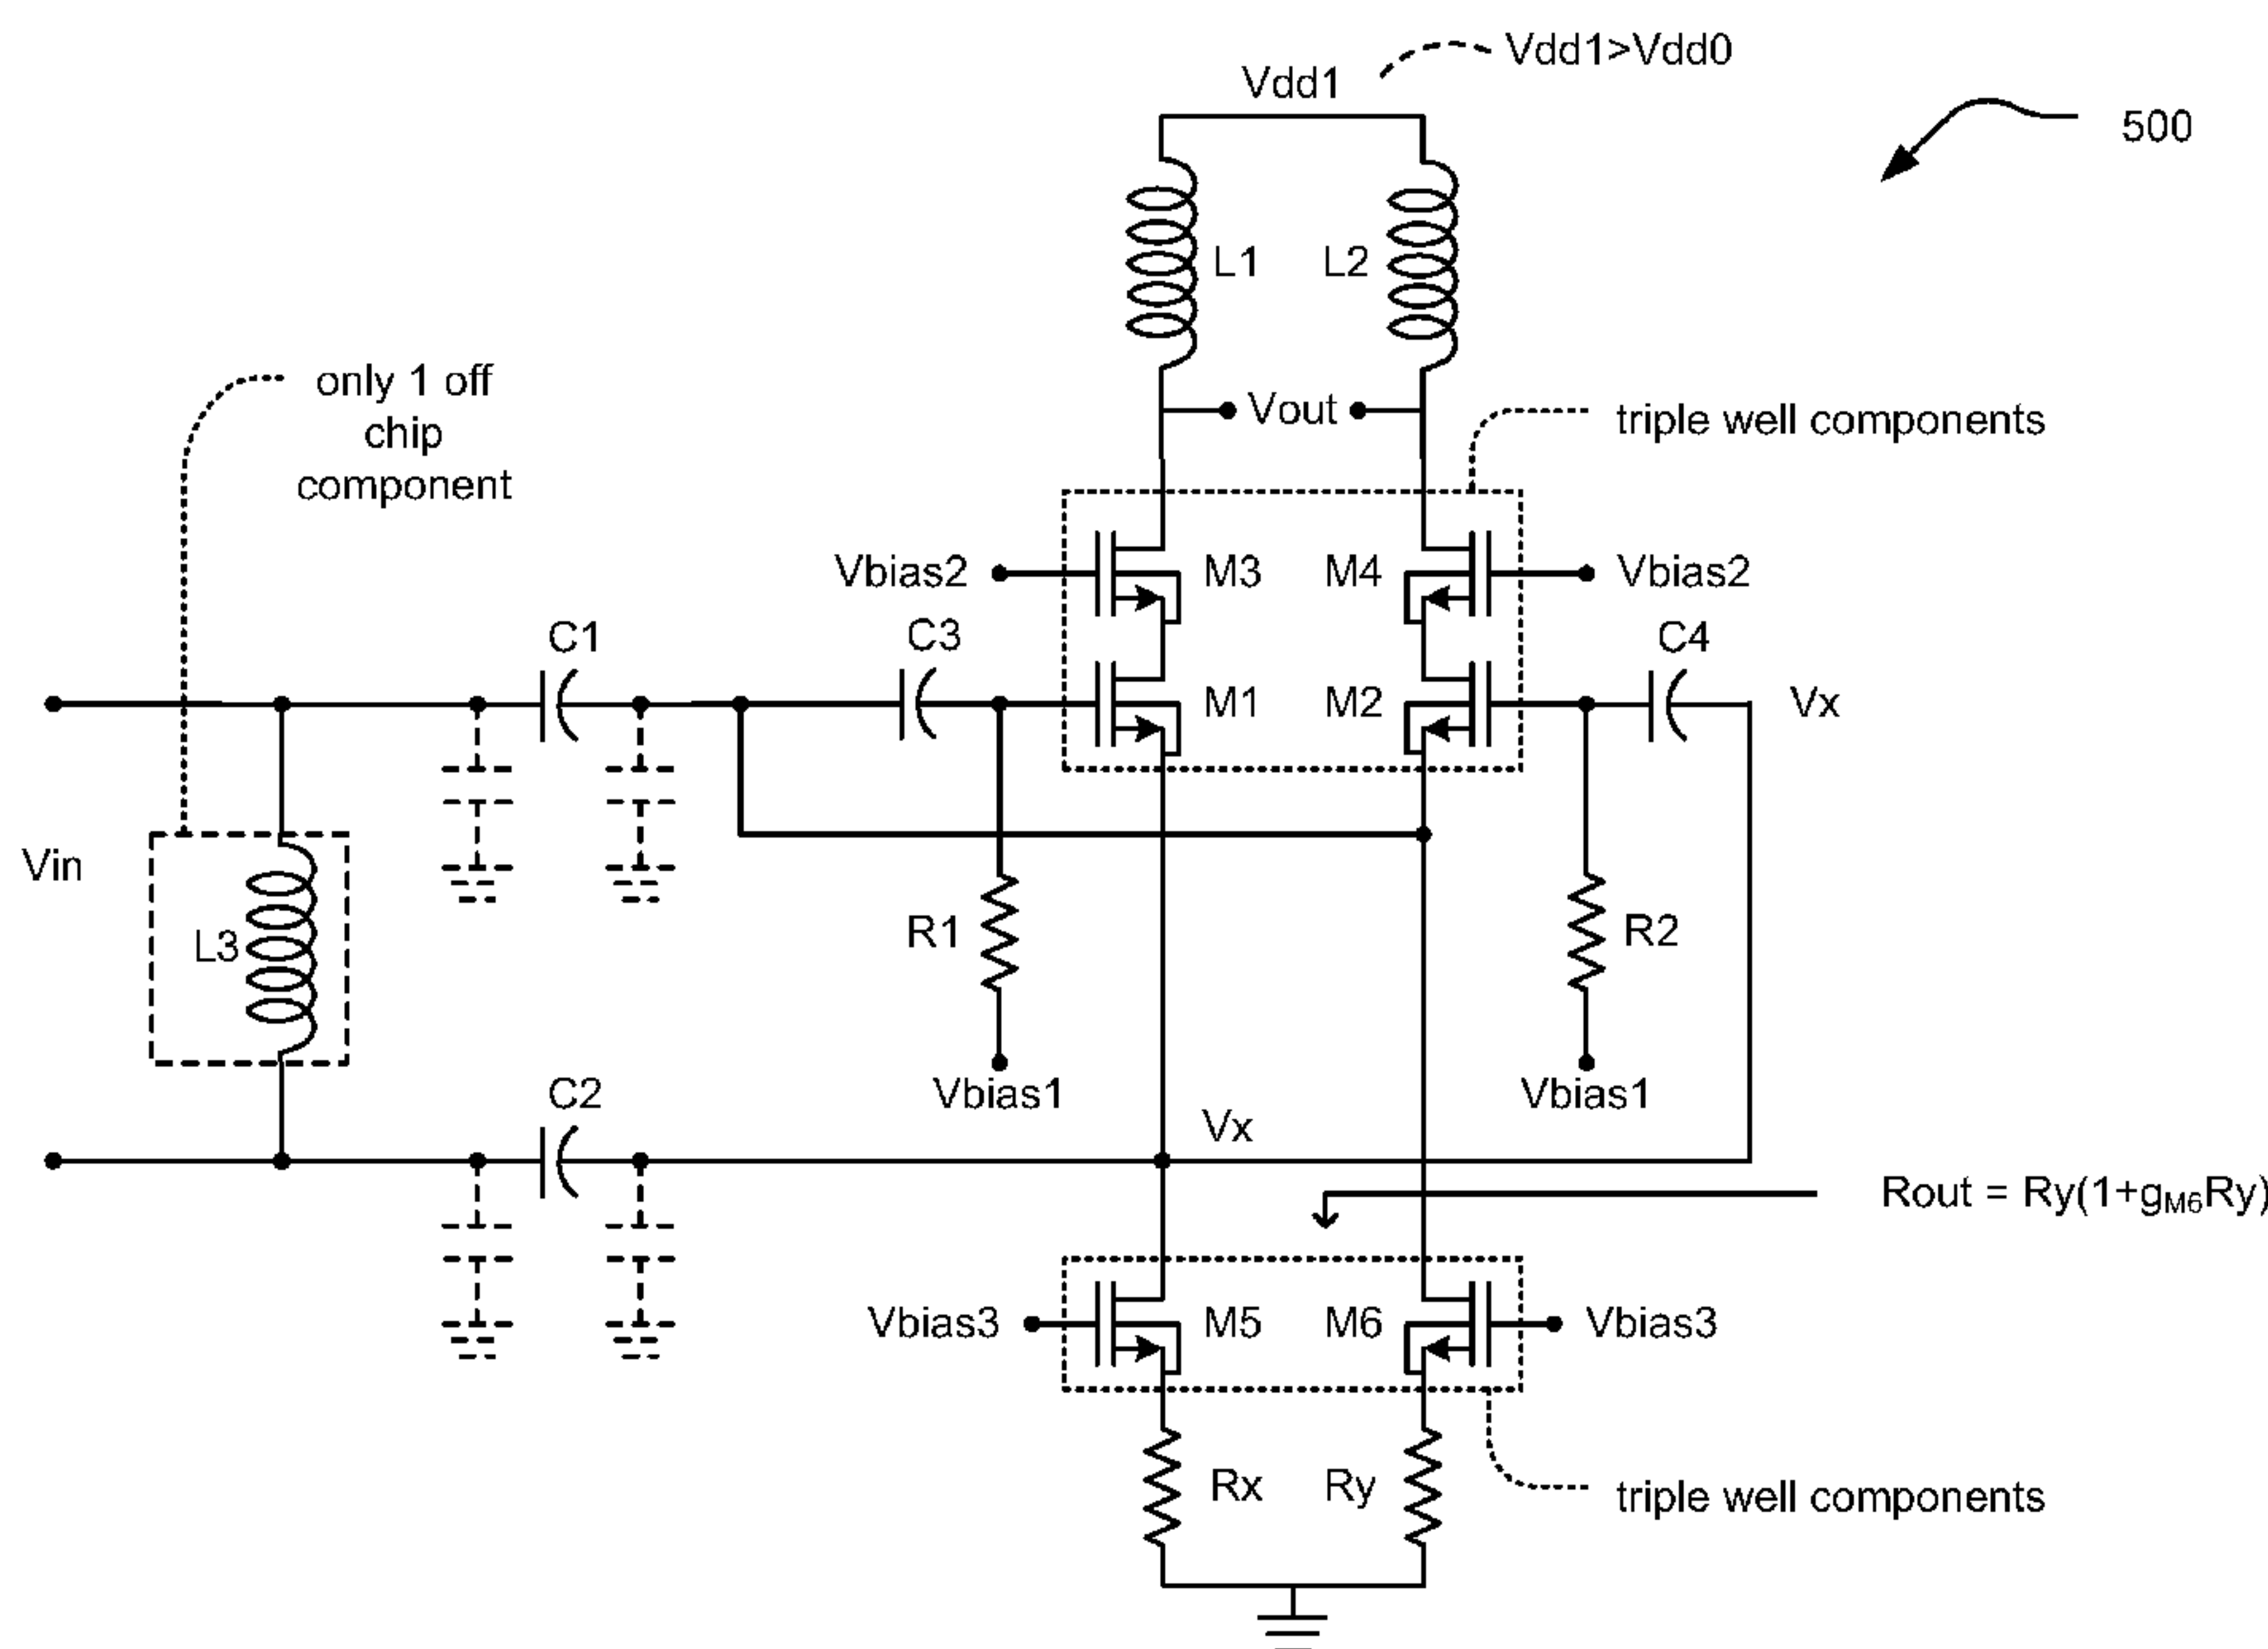 Vdd1>Vdd0
Vdd1
500
L1
L2
only 1 off
chip
component
Vout
triple well components
Vbias2
M3
M4
Vbias2
C1
C3
C4
M1
M2
Vx
Vin
L3
R1
R2
C2
Vbias1
Vbias1
Vx
Rout = Ry(1+gM6Ry)
Vbias3
M5
M6
Vbias3
Rx
Ry
triple well components